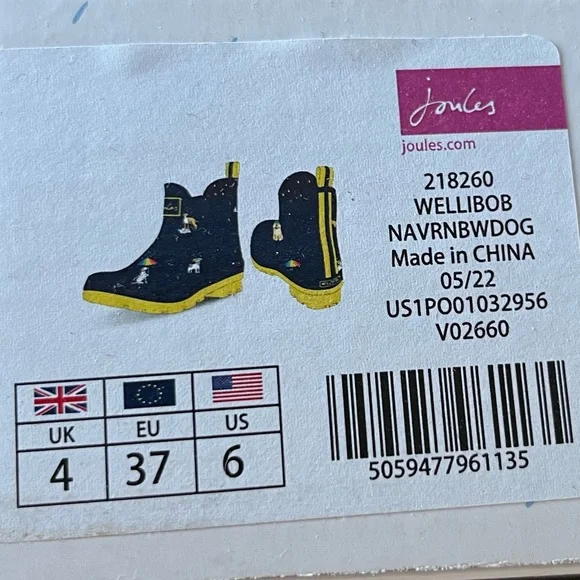 Joules
joules.com
218260
WELLIBOB
NAVRNBWDOG
Made in CHINA
05/22
US1PO01032956
V02660
UK EU US
4 37 6
5059477961135